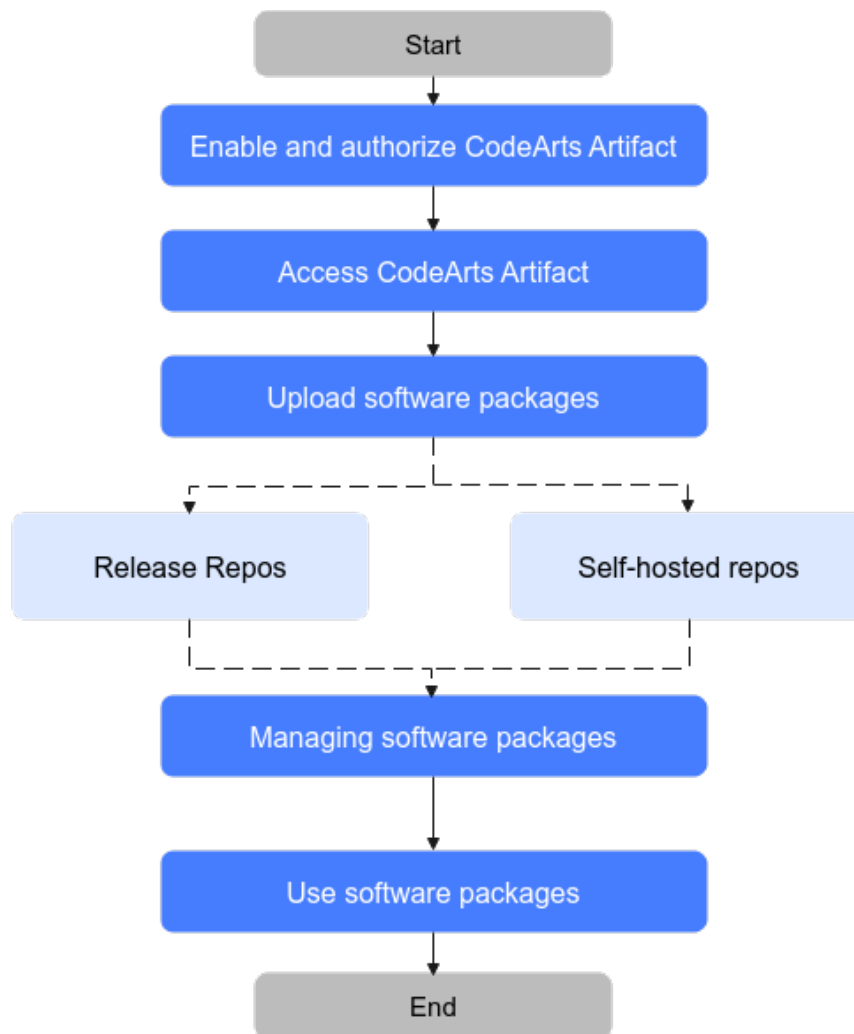 Start
Enable and authorize CodeArts Artifact
Access CodeArts Artifact
Upload software packages
Release Repos
Self-hosted repos
Managing software packages
Use software packages
End